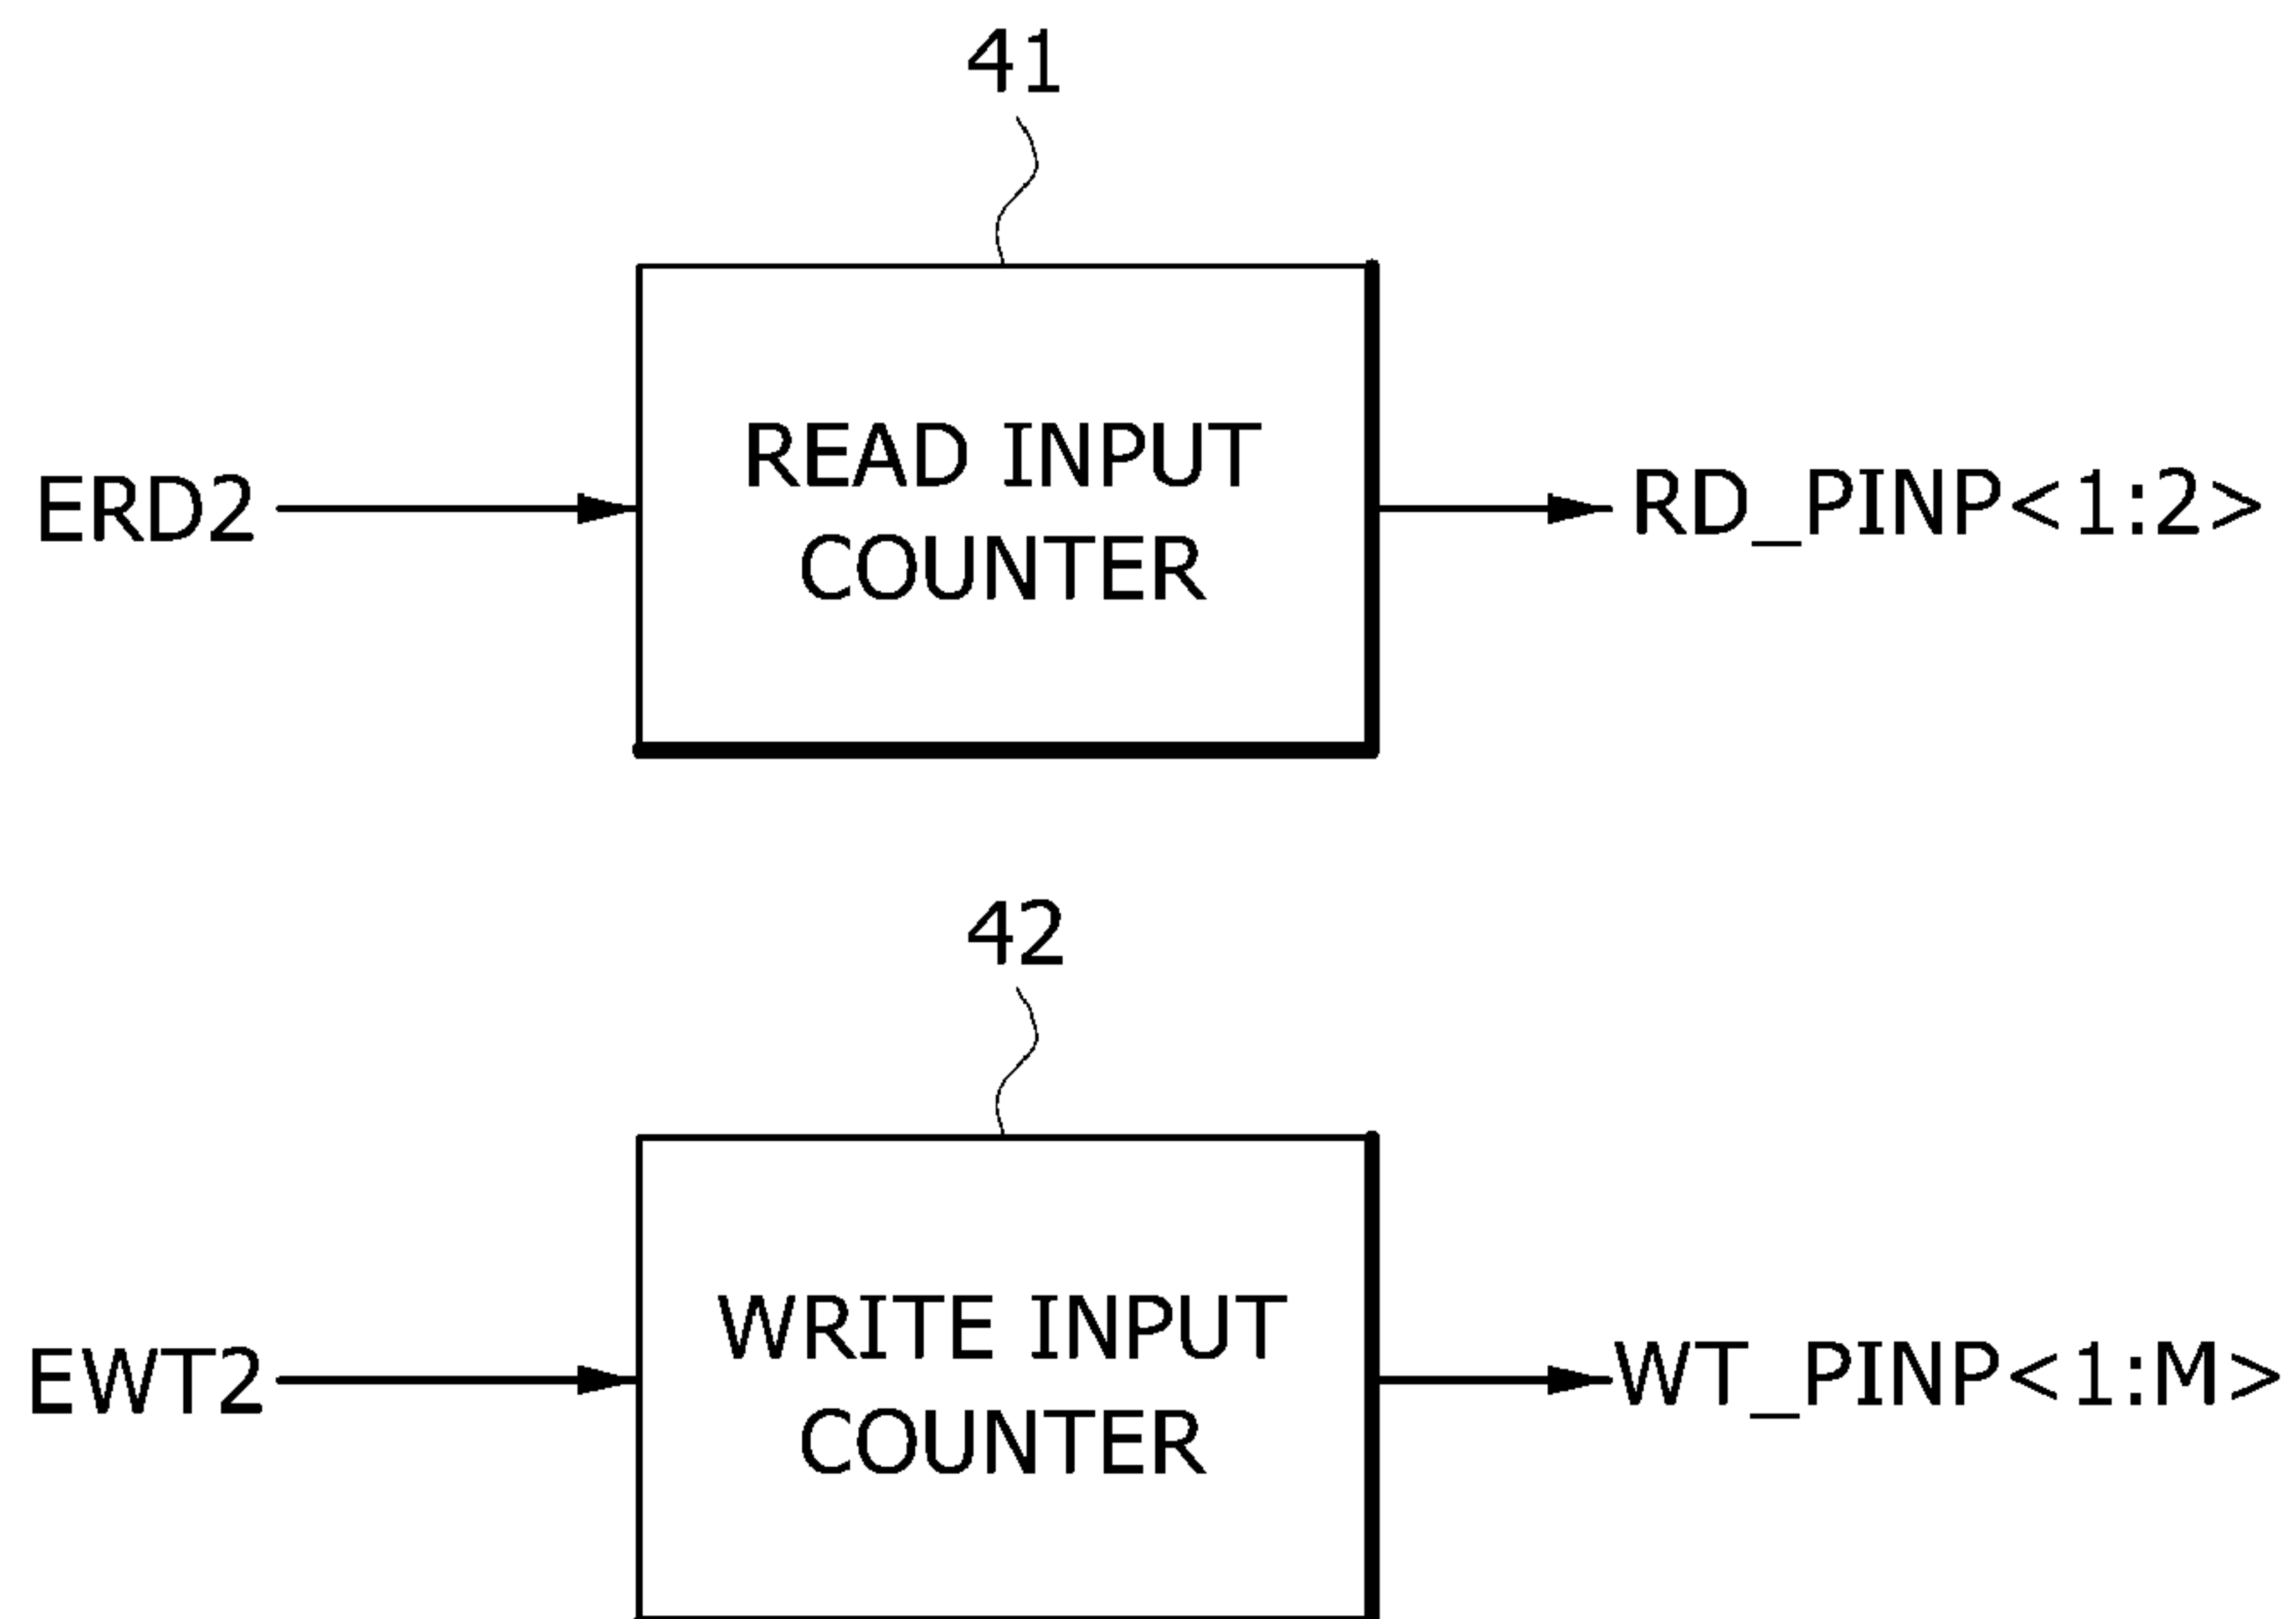 41
READ INPUT
COUNTER
ERD2
RD_PINP<1:2>
42
WRITE INPUT
COUNTER
EWT2
WT_PINP<1:M>